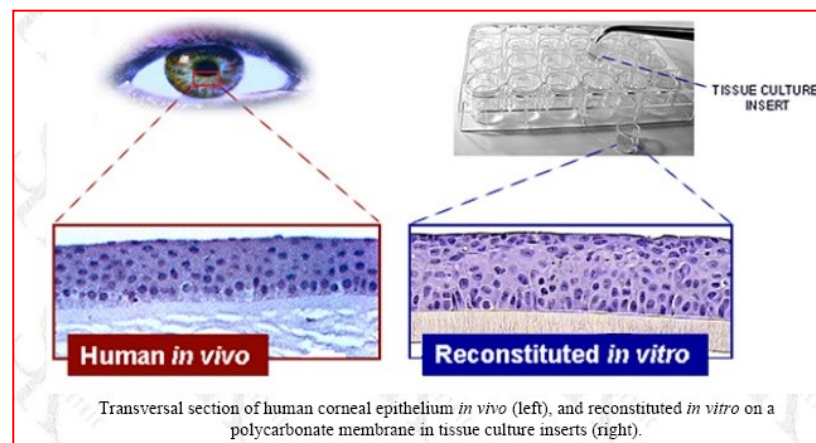 TISSUE CULTURE
INSERT
Human in vivo
Reconstituted in vitro
Transversal section of human corneal epithelium in vivo (left), and reconstituted in vitro on a
polycarbonate membrane in tissue culture inserts (right).